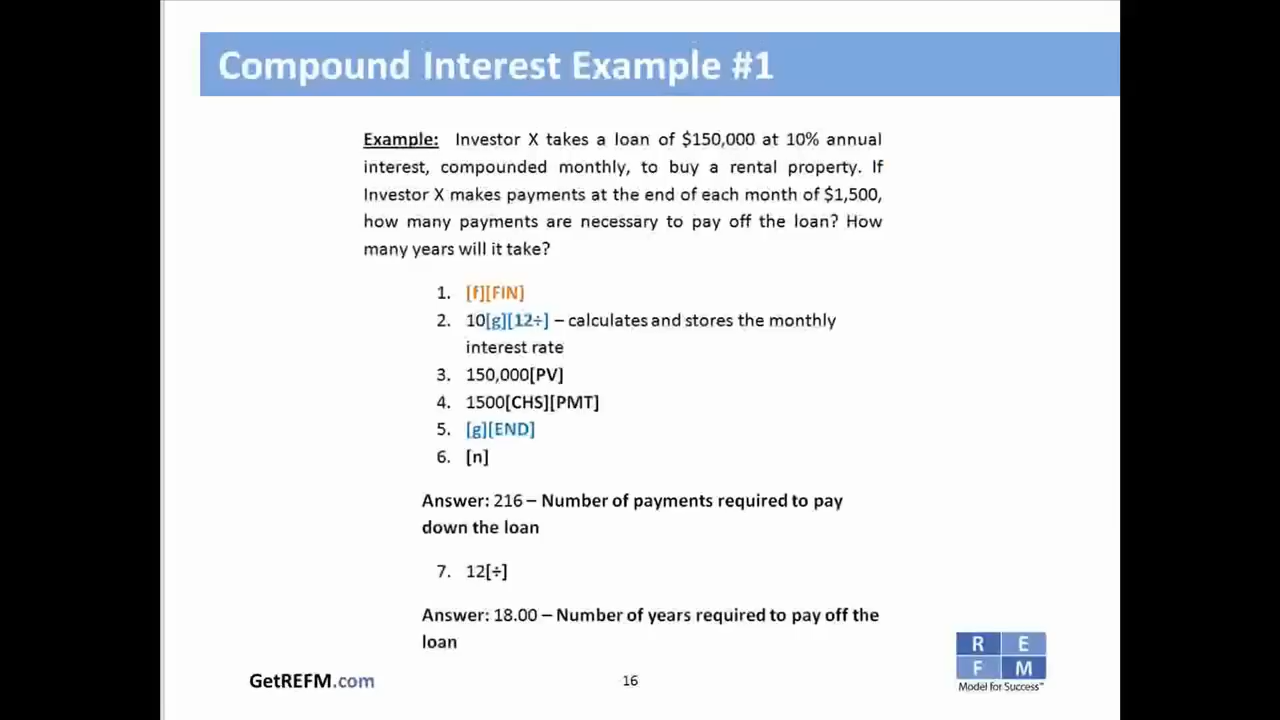 Compound Interest Example #1
Example: Investor X takes a loan of $150,000 at 10% annual
interest, compounded monthly, to buy a rental property. If
Investor X makes payments at the end of each month of $1,500,
how many payments are necessary to pay off the loan? How
many years will it take?
1. [f][FIN]
2. 10[g][12÷] – calculates and stores the monthly
interest rate
3. 150,000[PV]
4. 1500[CHS][PMT]
5. [g][END]
6. [n]
Answer: 216 – Number of payments required to pay
down the loan
7. 12[÷]
Answer: 18.00 – Number of years required to pay off the
loan
GetREFM.com
16
R E
F M
Model for Success™